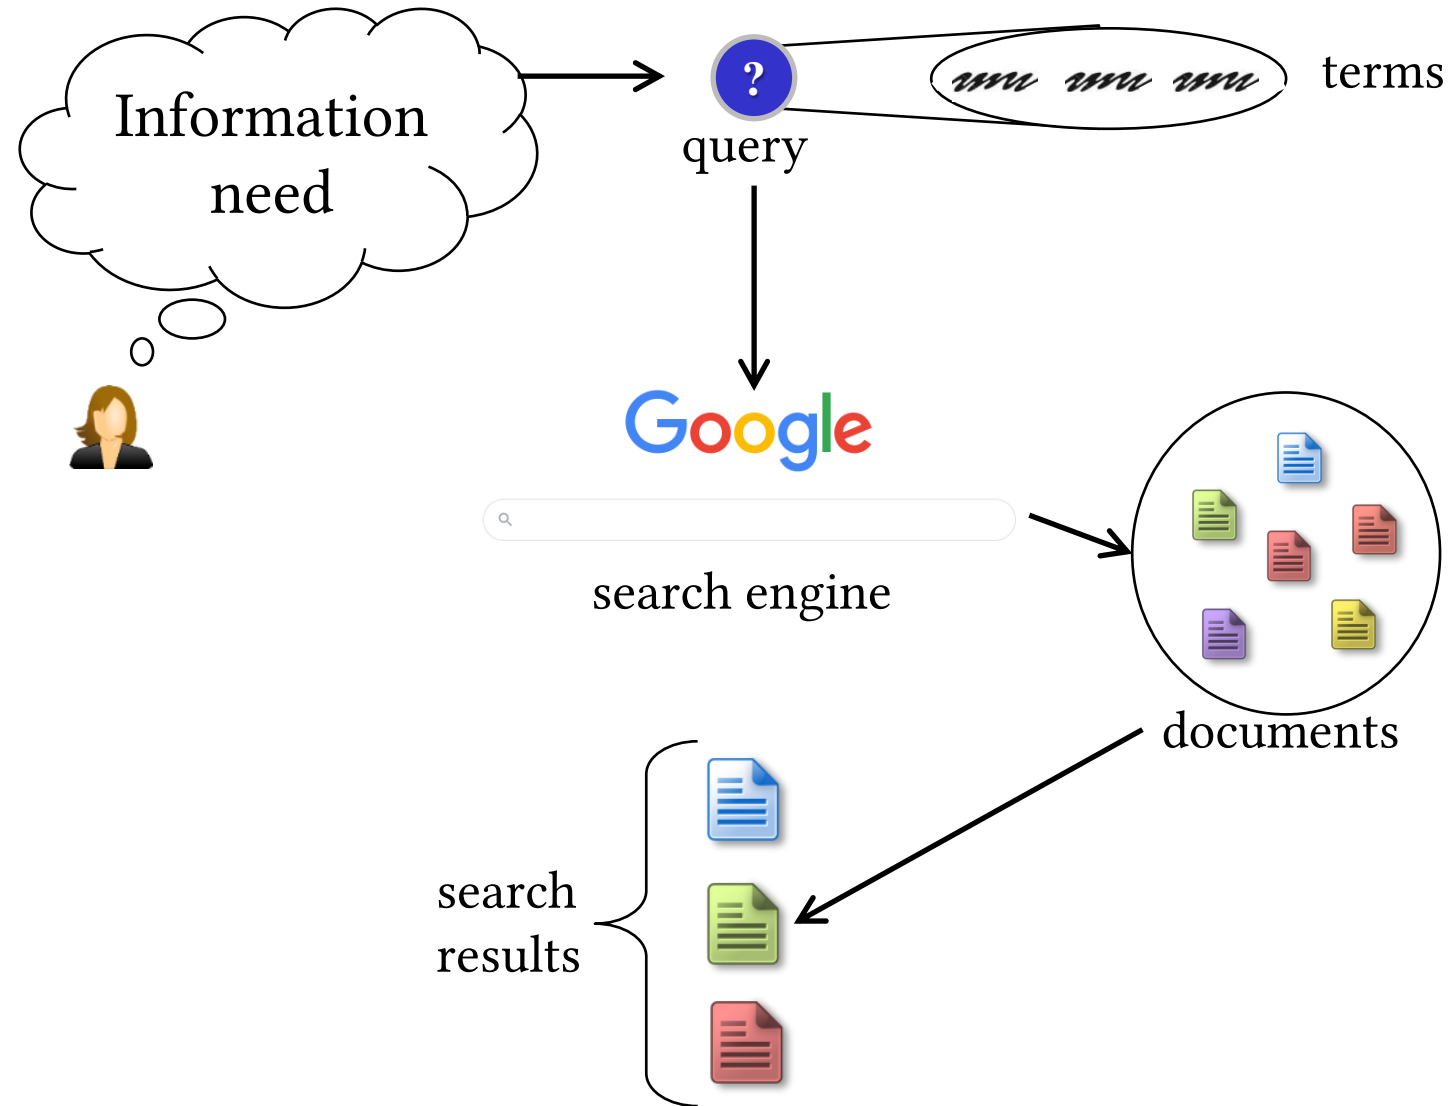 Information
need
?
query
terms
Google
search engine
documents
search
results